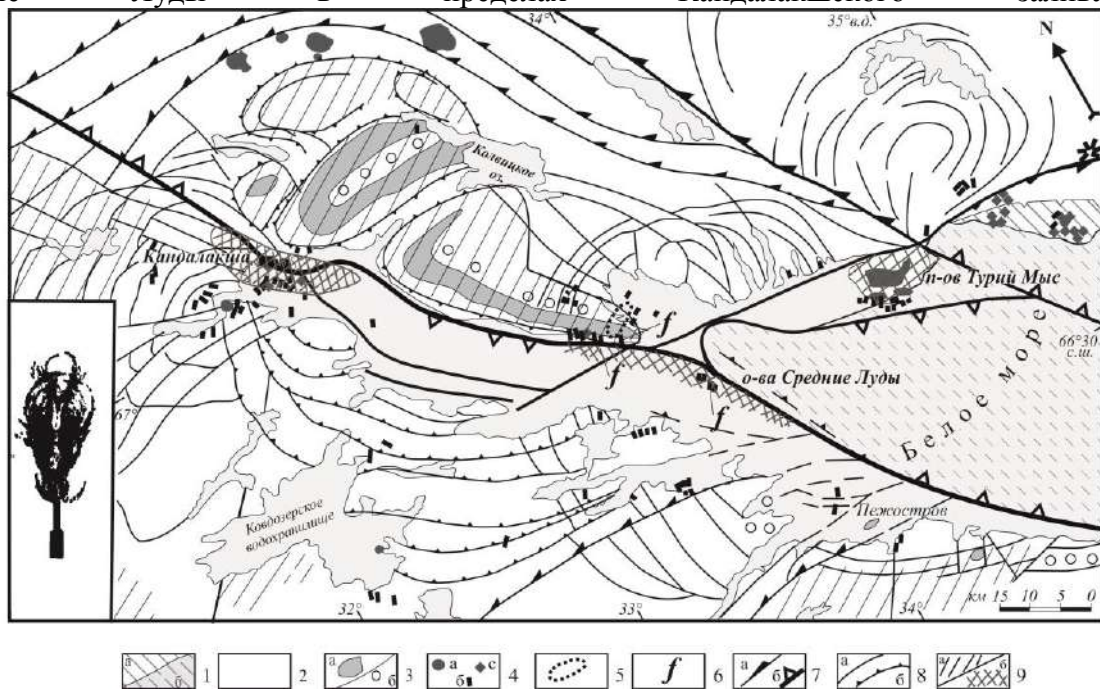 34°
35°в.д.
N
Колвицкое
оз.
Кандалакша
п-ов Турий Мыс
f
66°30
с.ш.
о-ва Средние Луды
f
f
67°
Белое море
Ковдозерское
водохранилище
Пежостров
32°
33
34°
км 15 10 5 0 15
а б 1 2 а б 3 а б с 4 5 f 6 а б 7 а б 8 а б 9